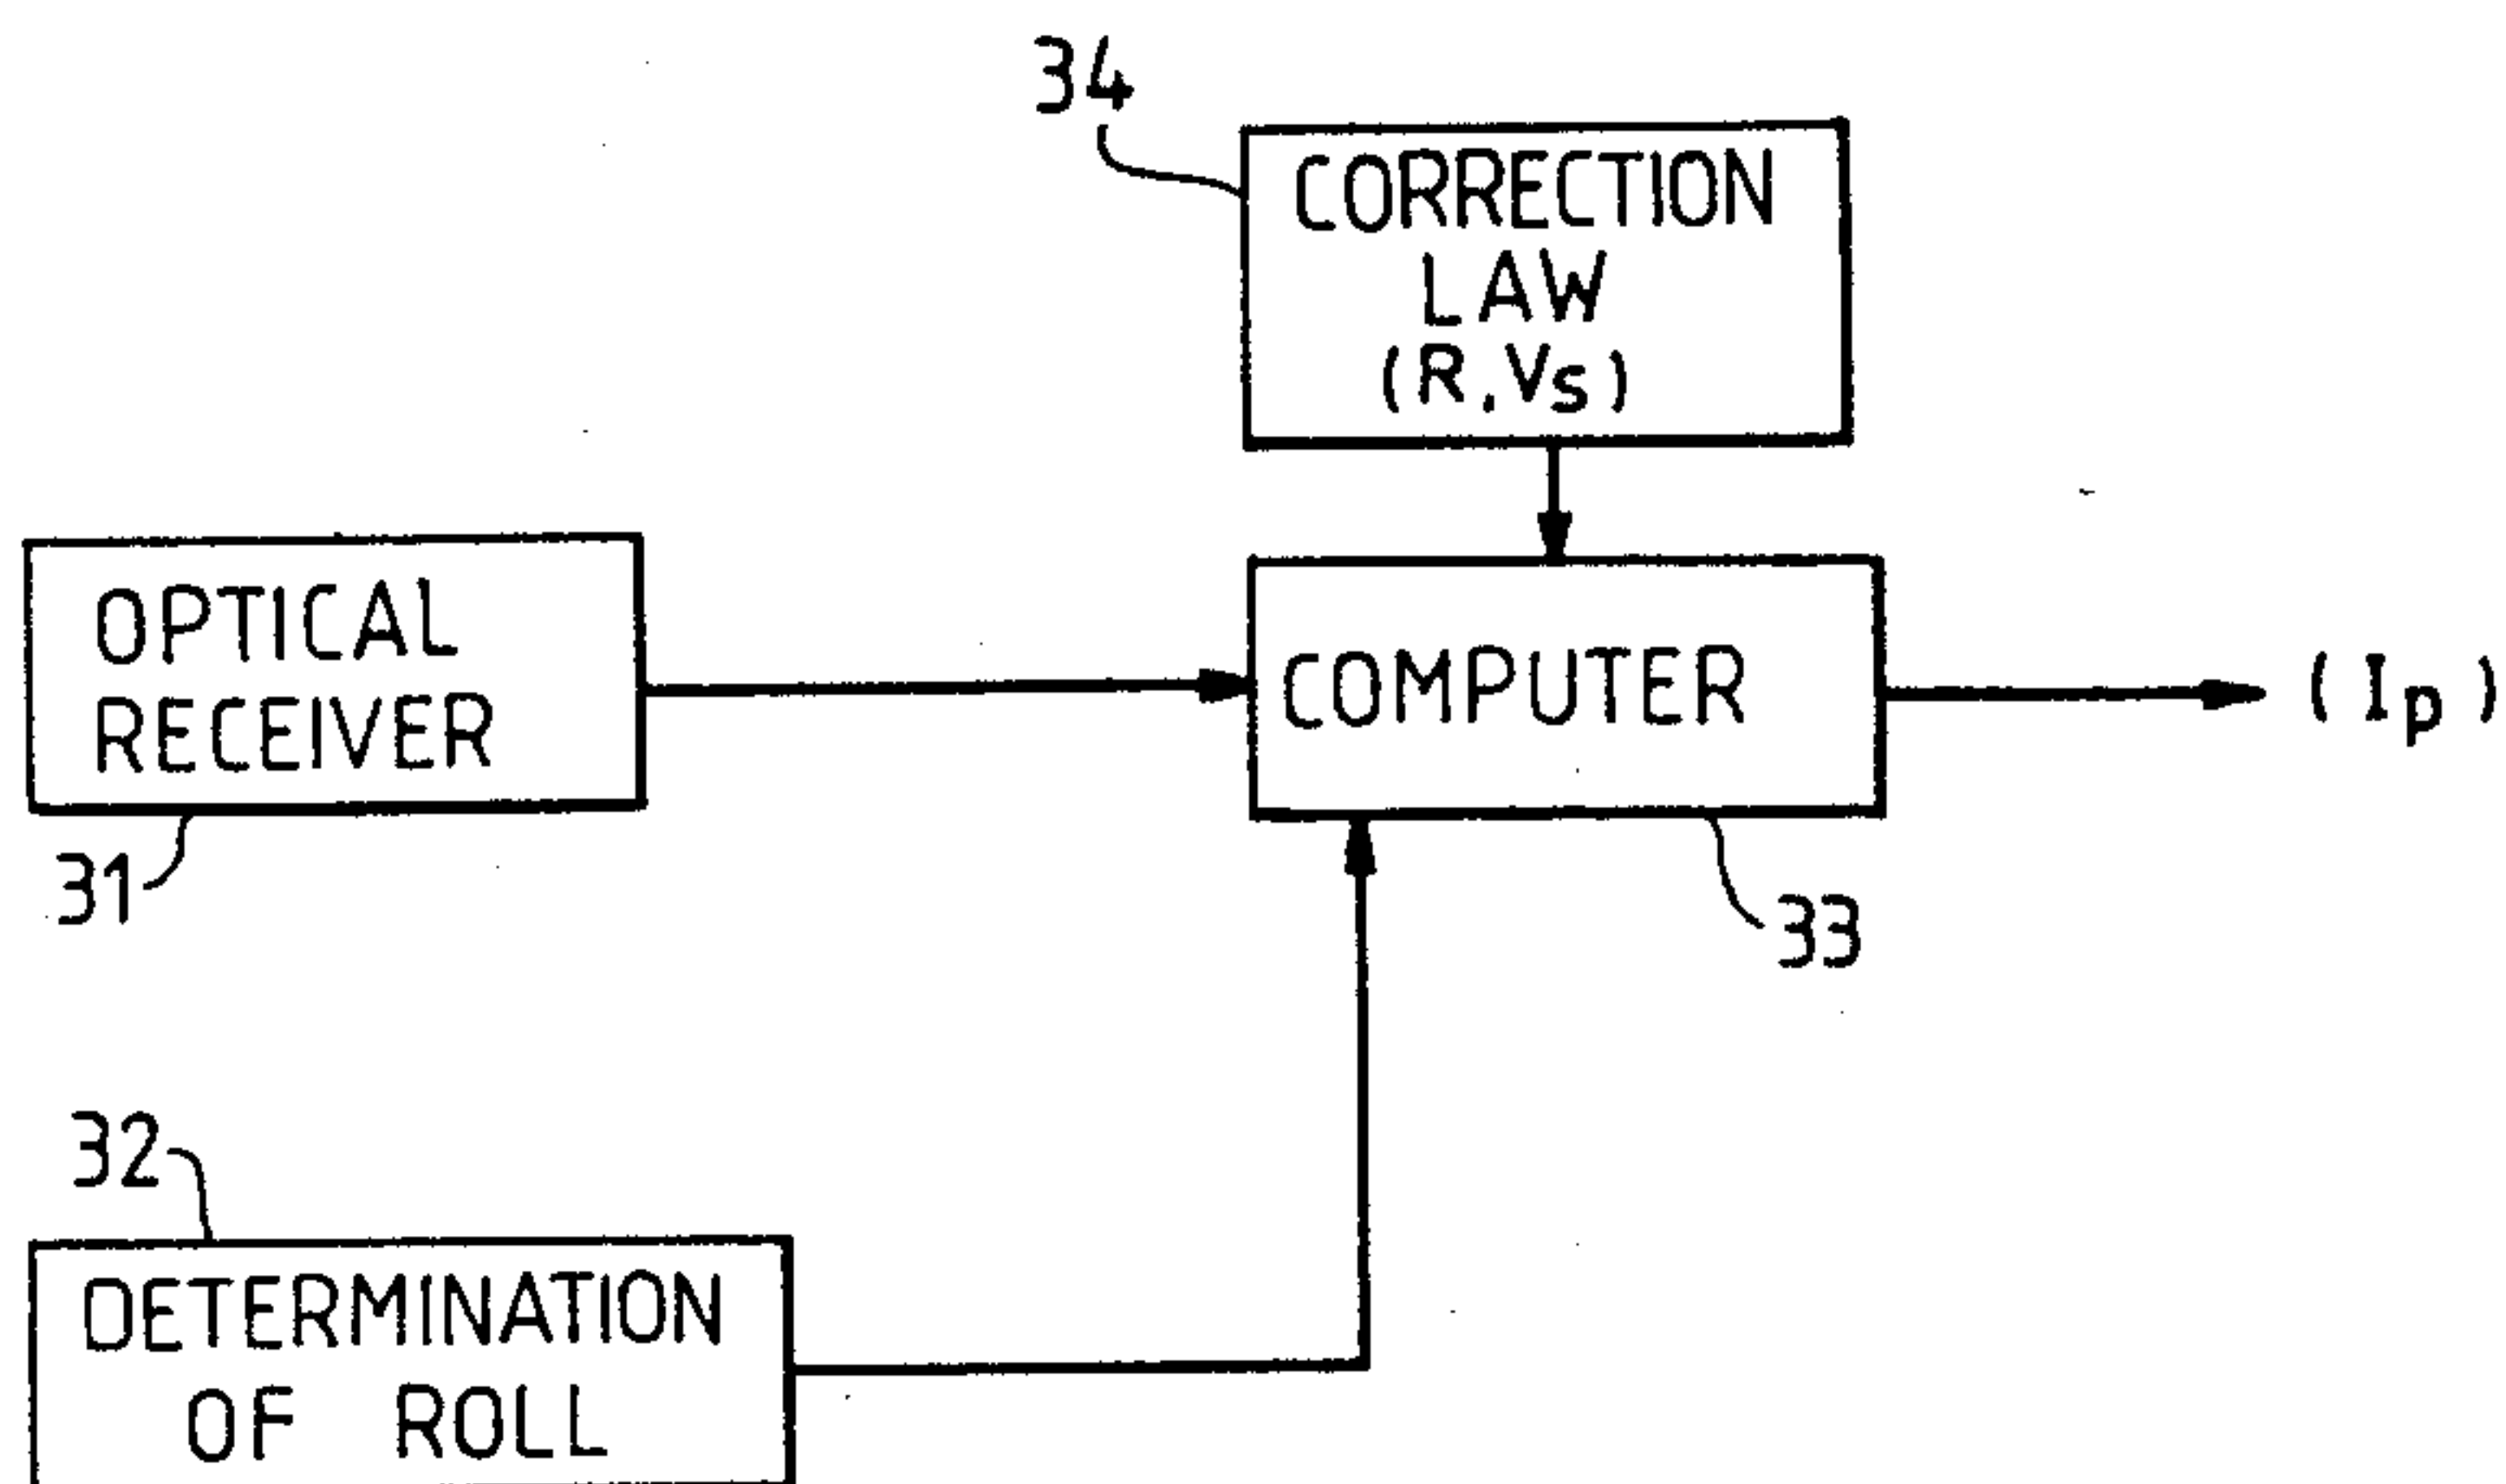 34
CORRECTION
LAW
(R,Vs)
OPTICAL
RECEIVER
31
COMPUTER
33
(Ip)
32
DETERMINATION
OF ROLL